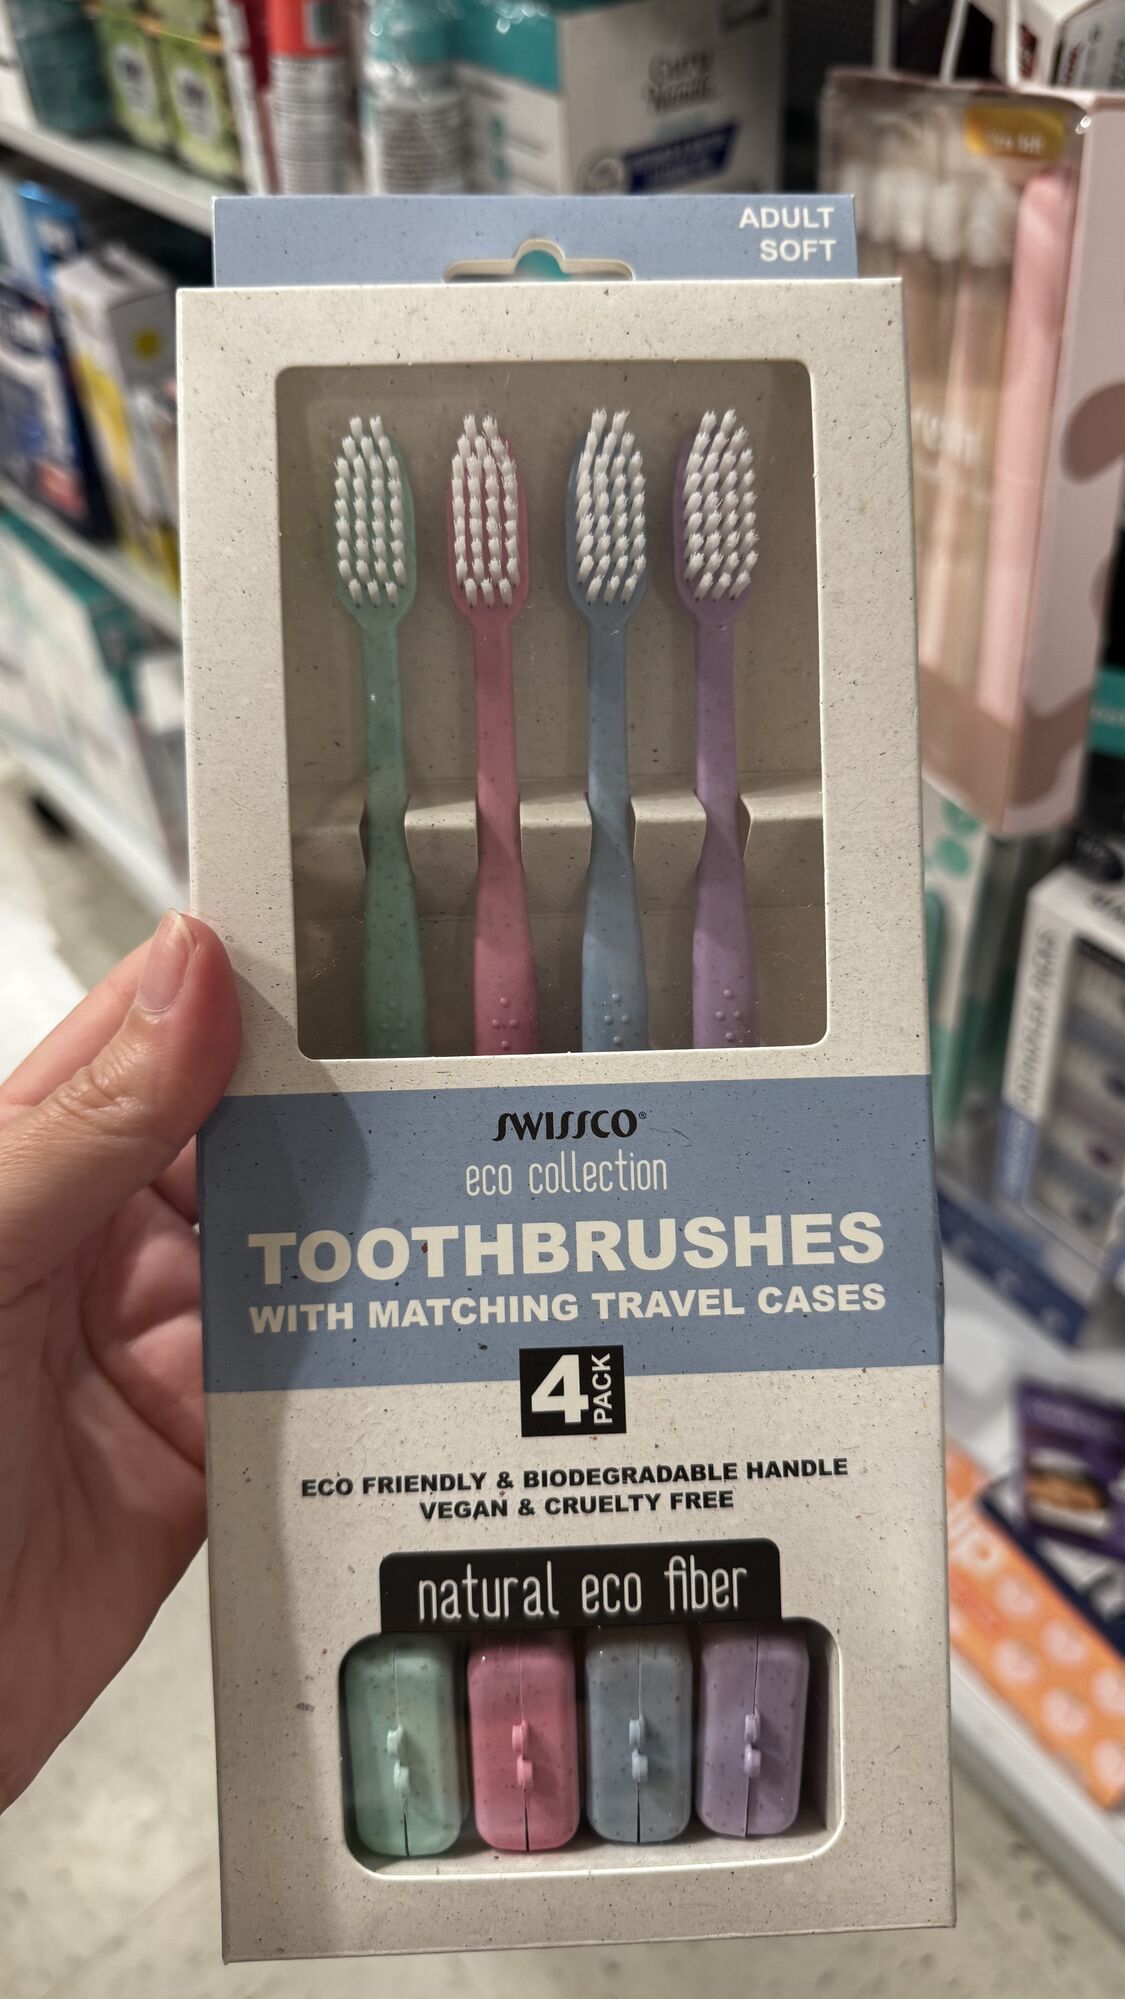 ADULT
SOFT
SWISSCO®
eco collection
TOOTHBRUSHES
WITH MATCHING TRAVEL CASES
4 PACK
ECO FRIENDLY & BIODEGRADABLE HANDLE
VEGAN & CRUELTY FREE
natural eco fiber